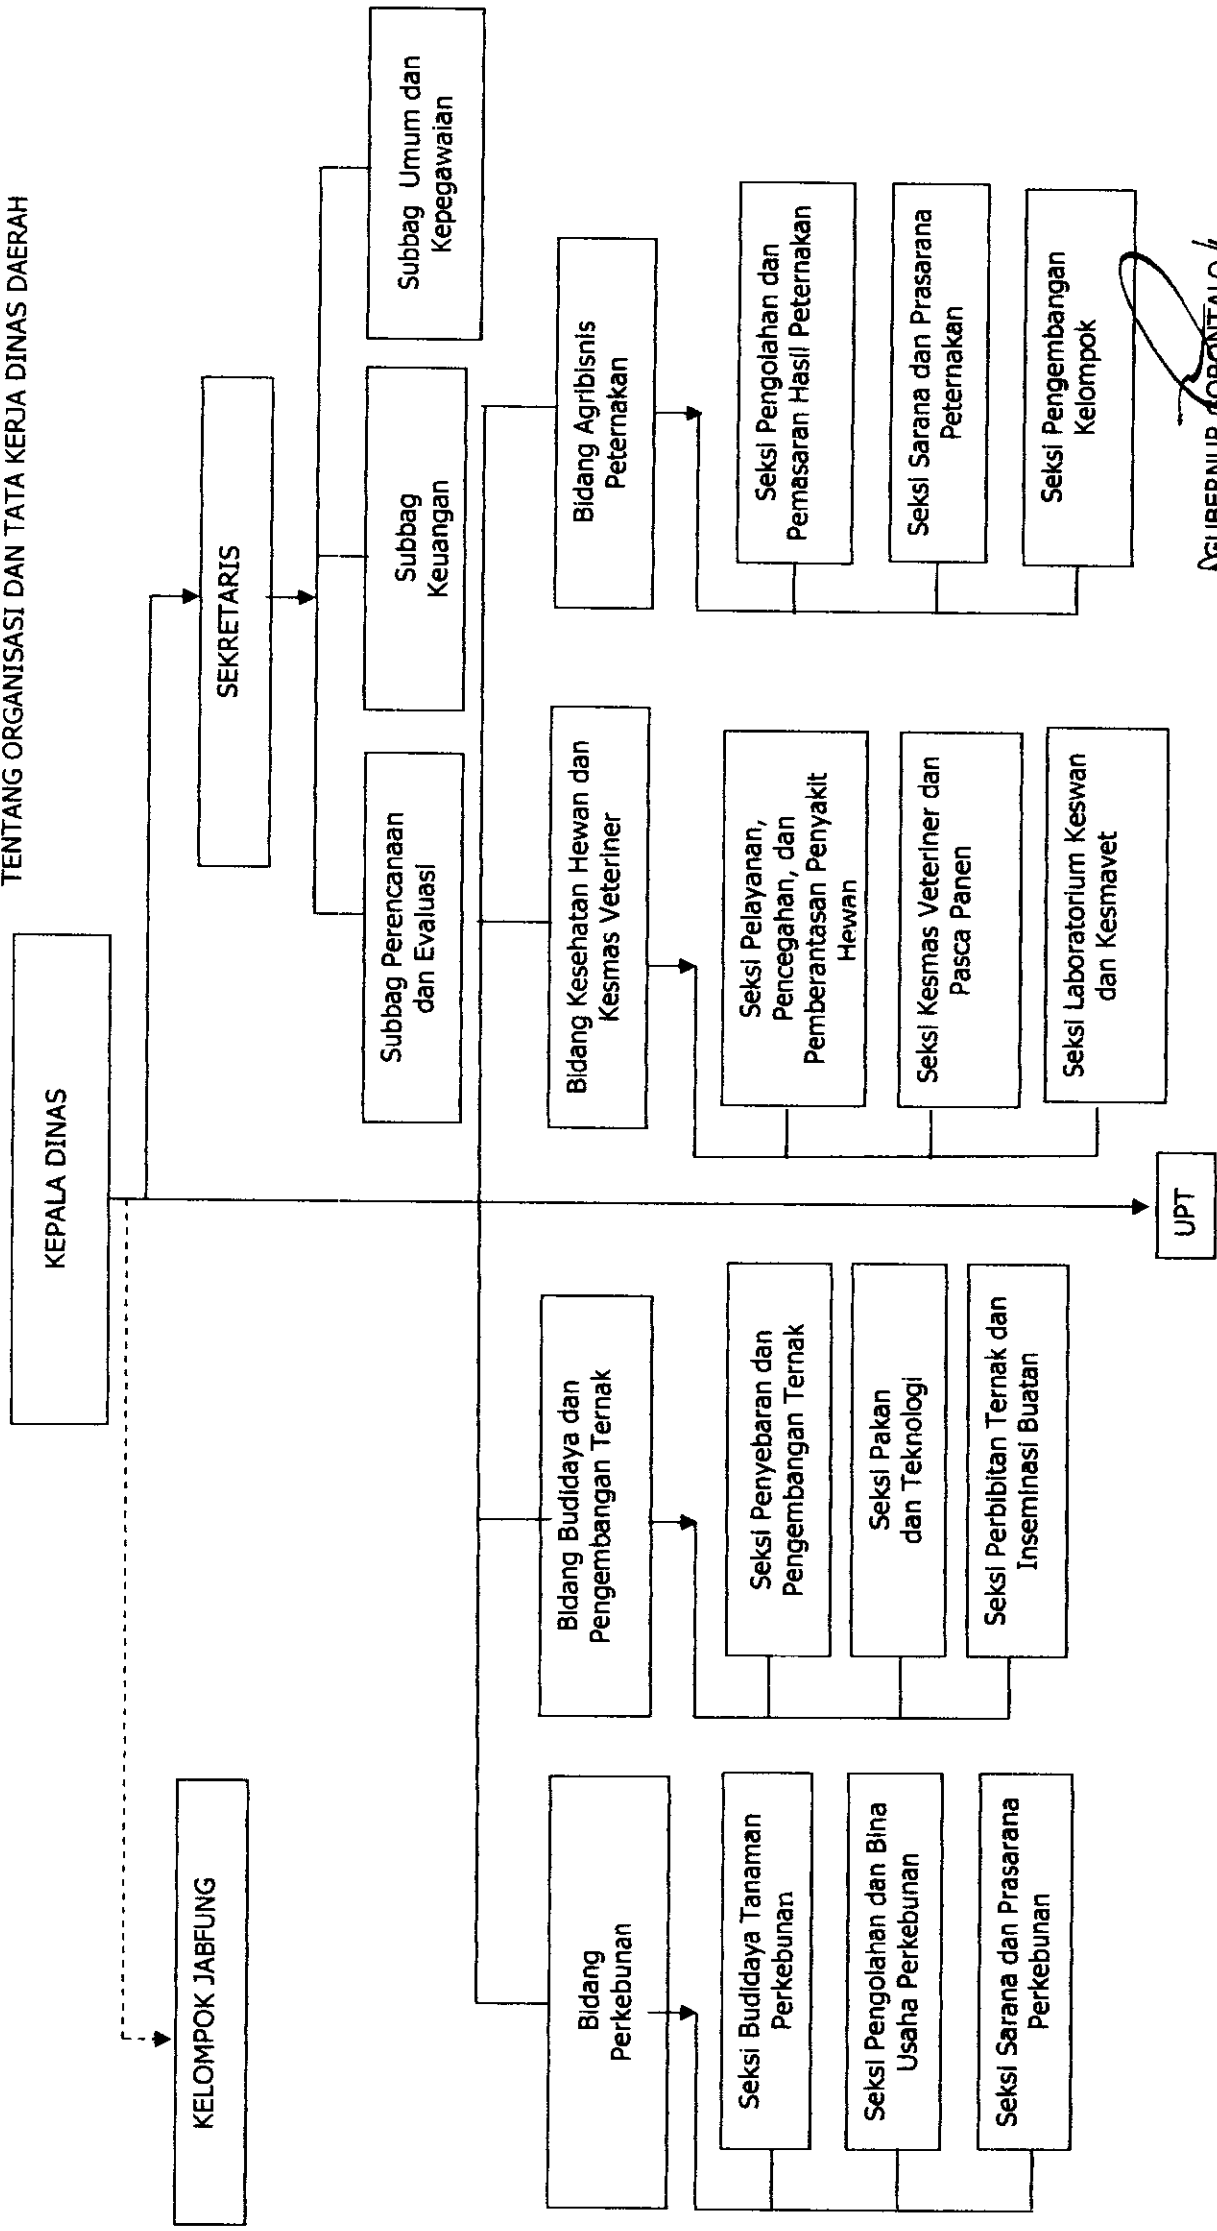 TENTANG ORGANISASI DAN TATA KERJA DINAS DAERAH
KEPALA DINAS
KELOMPOK JABFUNG
SEKRETARIS
Subbag Perencanaan
dan Evaluasi
Subbag
Keuangan
Subbag Umum dan
Kepegawaian
Bidang
Perkebunan
Bidang Budidaya dan
Pengembangan Ternak
Bidang Kesehatan Hewan dan
Kesmas Veteriner
Bidang Agribisnis
Peternakan
Seksi Budidaya Tanaman
Perkebunan
Seksi Pengolahan dan Bina
Usaha Perkebunan
Seksi Sarana dan Prasarana
Perkebunan
Seksi Penyebaran dan
Pengembangan Ternak
Seksi Pakan
dan Teknologi
Seksi Perbibitan Ternak dan
Inseminasi Buatan
Seksi Pelayanan,
Pencegahan, dan
Pemberantasan Penyakit
Hewan
Seksi Kesmas Veteriner dan
Pasca Panen
Seksi Laboratorium Keswan
dan Kesmavet
Seksi Pengolahan dan
Pemasaran Hasil Peternakan
Seksi Sarana dan Prasarana
Peternakan
Seksi Pengembangan
Kelompok
UPT
GUBERNUR GORONTALO